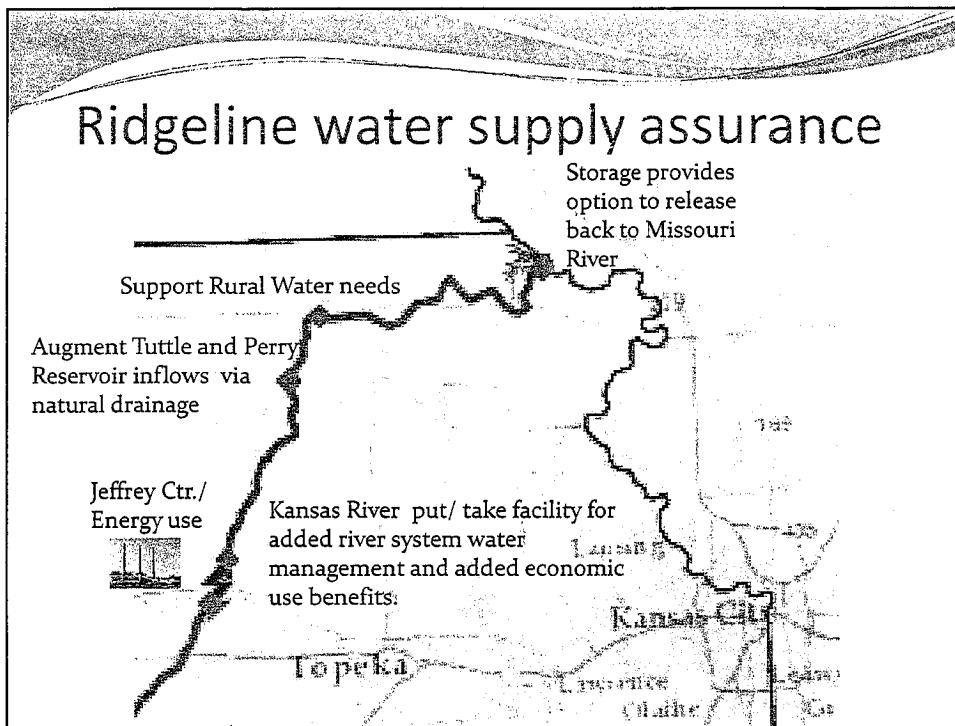 Ridgeline water supply assurance
Storage provides
option to release
back to Missouri
River
Support Rural Water needs
Augment Tuttle and Perry
Reservoir inflows via
natural drainage
Jeffrey Ctr./
Energy use
Kansas River put/ take facility for
added river system water
management and added economic
use benefits.
Lansing
Kansas City
Topeka
Lawrence
Olathe